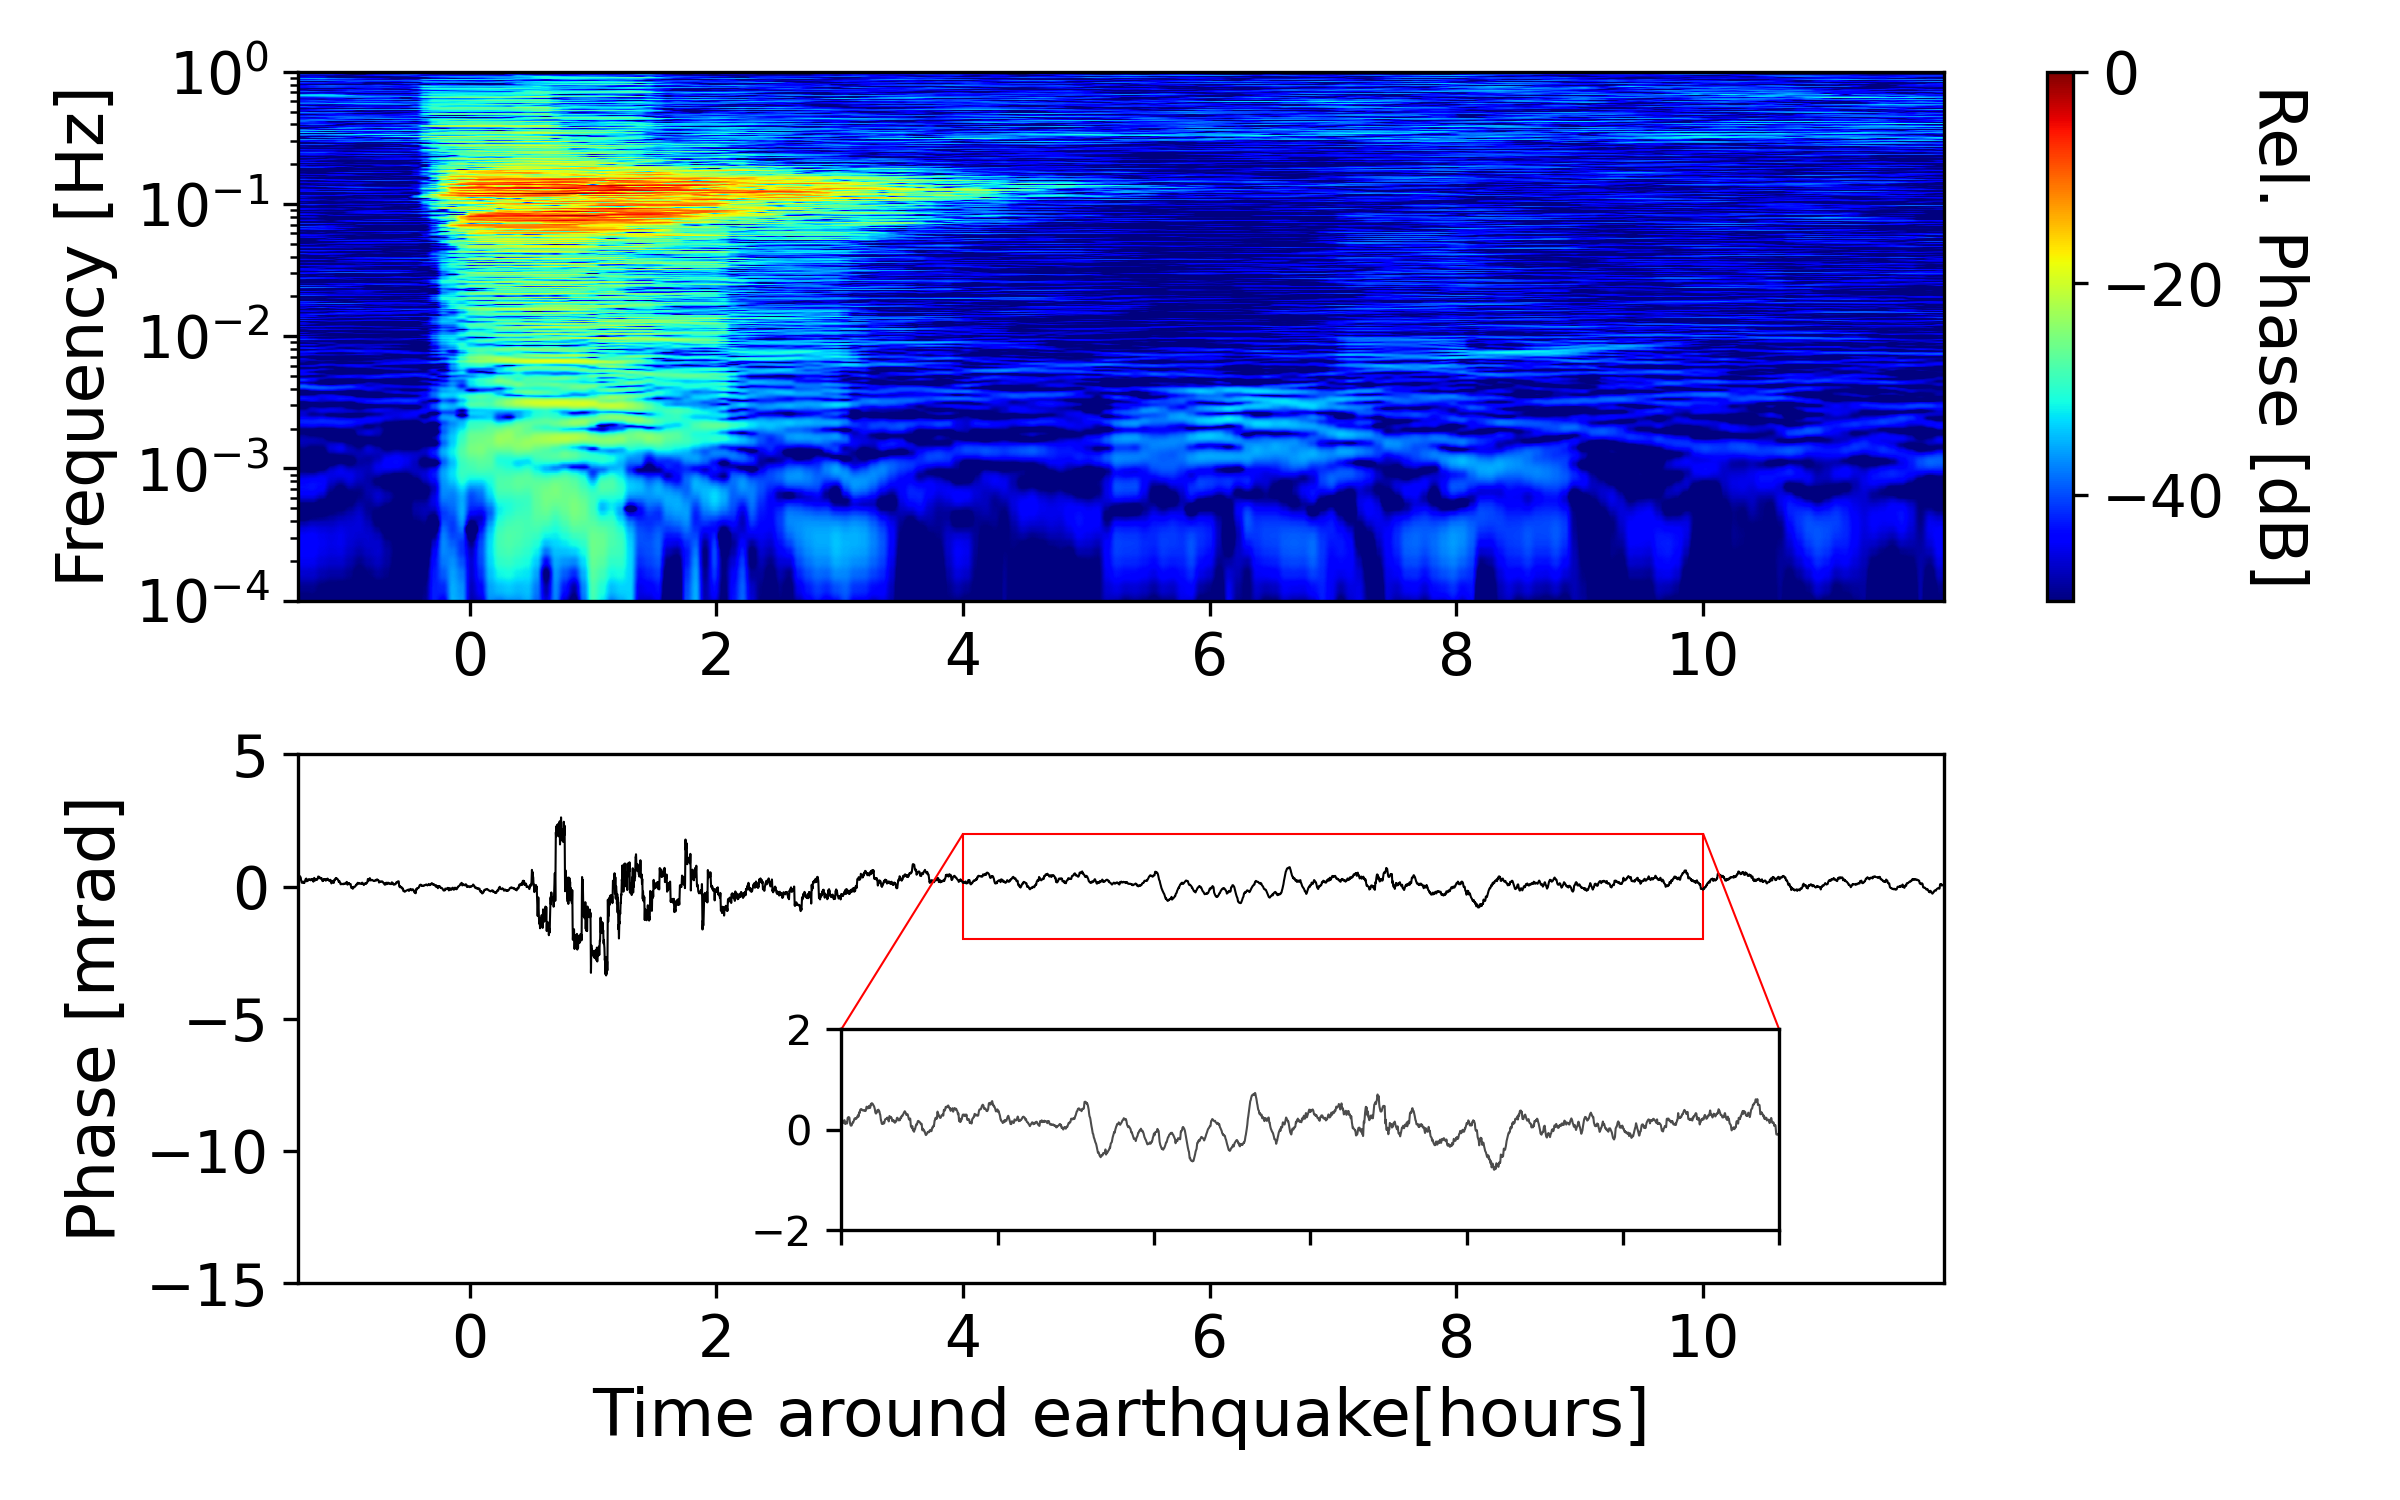 10⁰
10⁻¹
10⁻²
10⁻³
10⁻⁴
Frequency [Hz]
0 2 4 6 8 10
0
−20
−40
Rel. Phase [dB]
5
0
−5
−10
−15
Phase [mrad]
2
0
−2
0 2 4 6 8 10
Time around earthquake[hours]